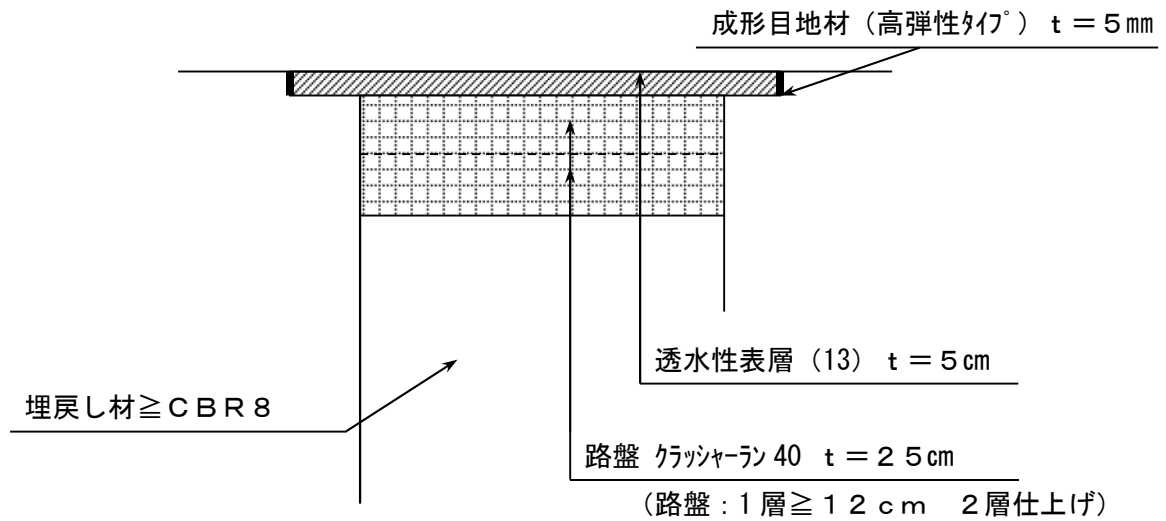 成形目地材（高弾性ﾀｲﾌﾟ）ｔ＝５㎜
透水性表層（13）ｔ＝５㎝
埋戻し材≧ＣＢＲ８
路盤 ｸﾗｯｼｬｰﾗﾝ 40 ｔ＝２５㎝
（路盤：１層≧１２ｃｍ　２層仕上げ）